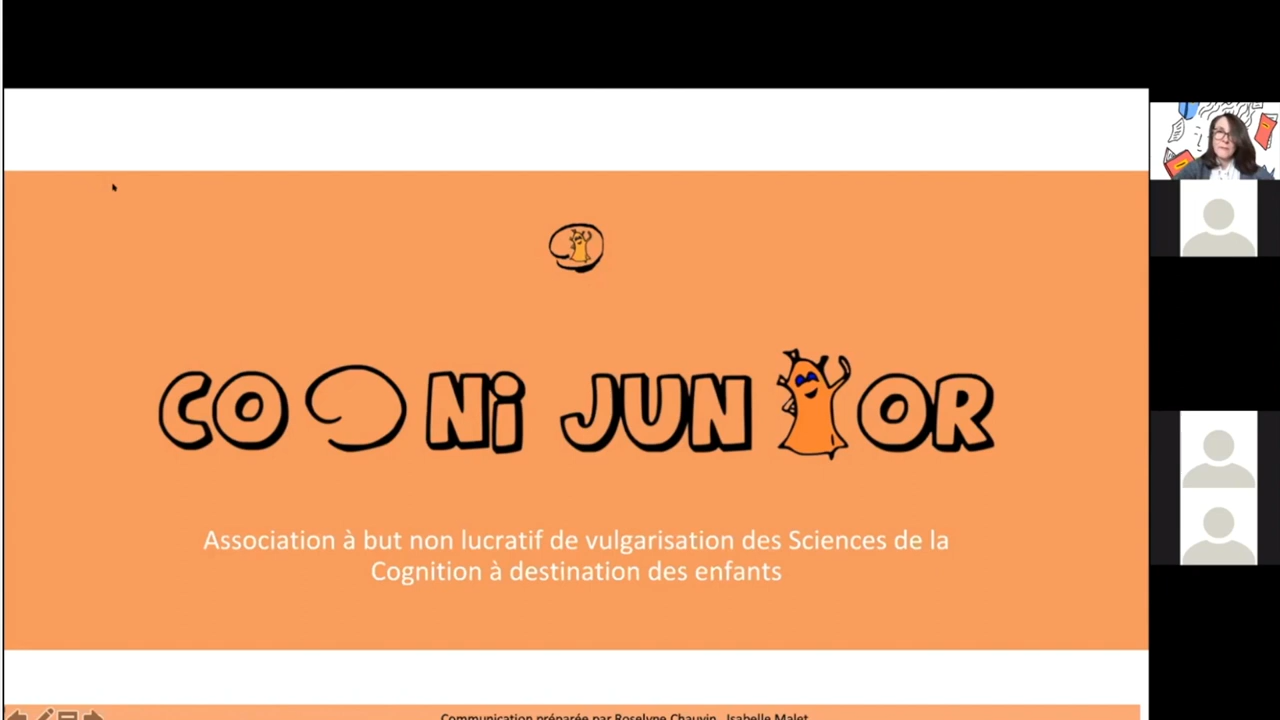 COGNI JUNIOR
Association à but non lucratif de vulgarisation des Sciences de la
Cognition à destination des enfants
Communication préparée par Roselyne Chauvin, Isabelle Malet